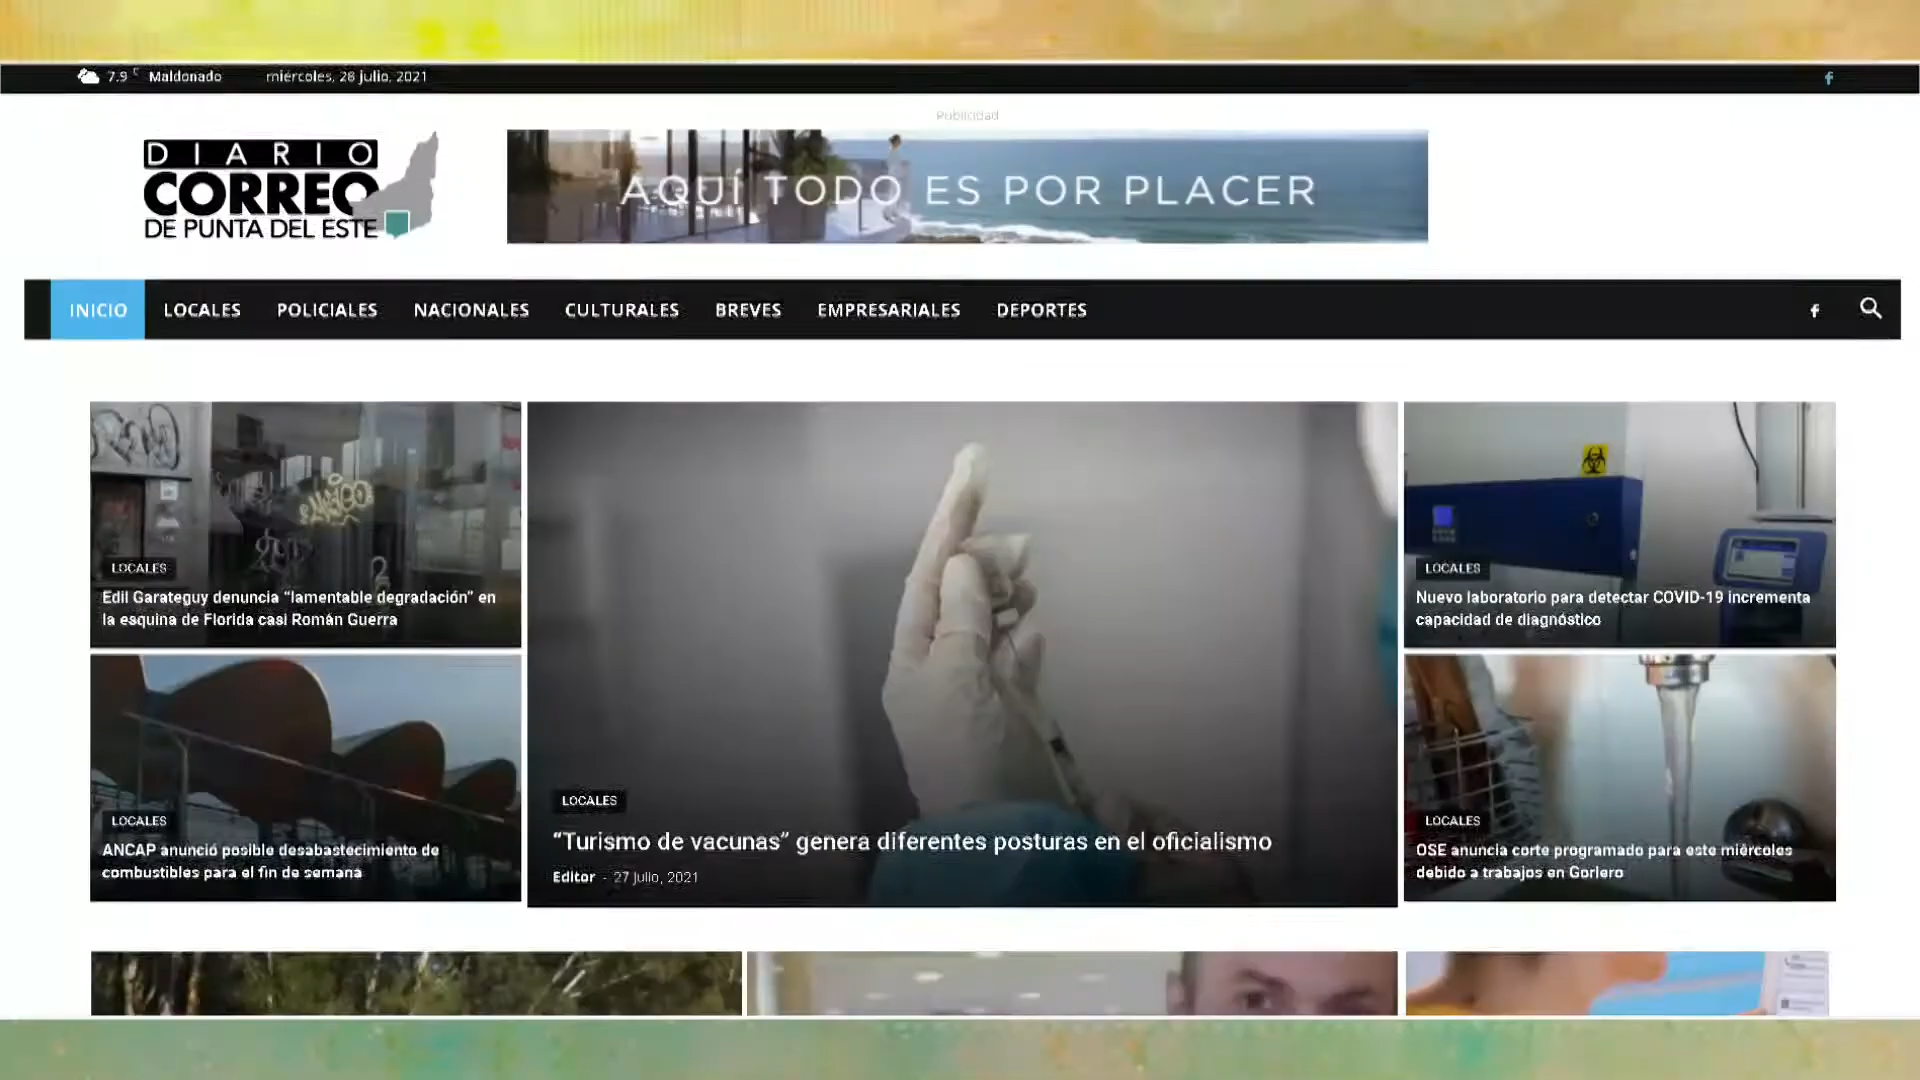 7.9 C Maldonado miércoles, 28 julio, 2021
Publicidad
DIARIO
CORREO
DE PUNTA DEL ESTE
AQUÍ TODO ES POR PLACER
INICIO LOCALES POLICIALES NACIONALES CULTURALES BREVES EMPRESARIALES DEPORTES
LOCALES
Edil Garateguy denuncia “lamentable degradación” en
la esquina de Florida casi Román Guerra
LOCALES
ANCAP anunció posible desabastecimiento de
combustibles para el fin de semana
LOCALES
“Turismo de vacunas” genera diferentes posturas en el oficialismo
Editor - 27 julio, 2021
LOCALES
Nuevo laboratorio para detectar COVID-19 incrementa
capacidad de diagnóstico
LOCALES
OSE anuncia corte programado para este miércoles
debido a trabajos en Gorlero